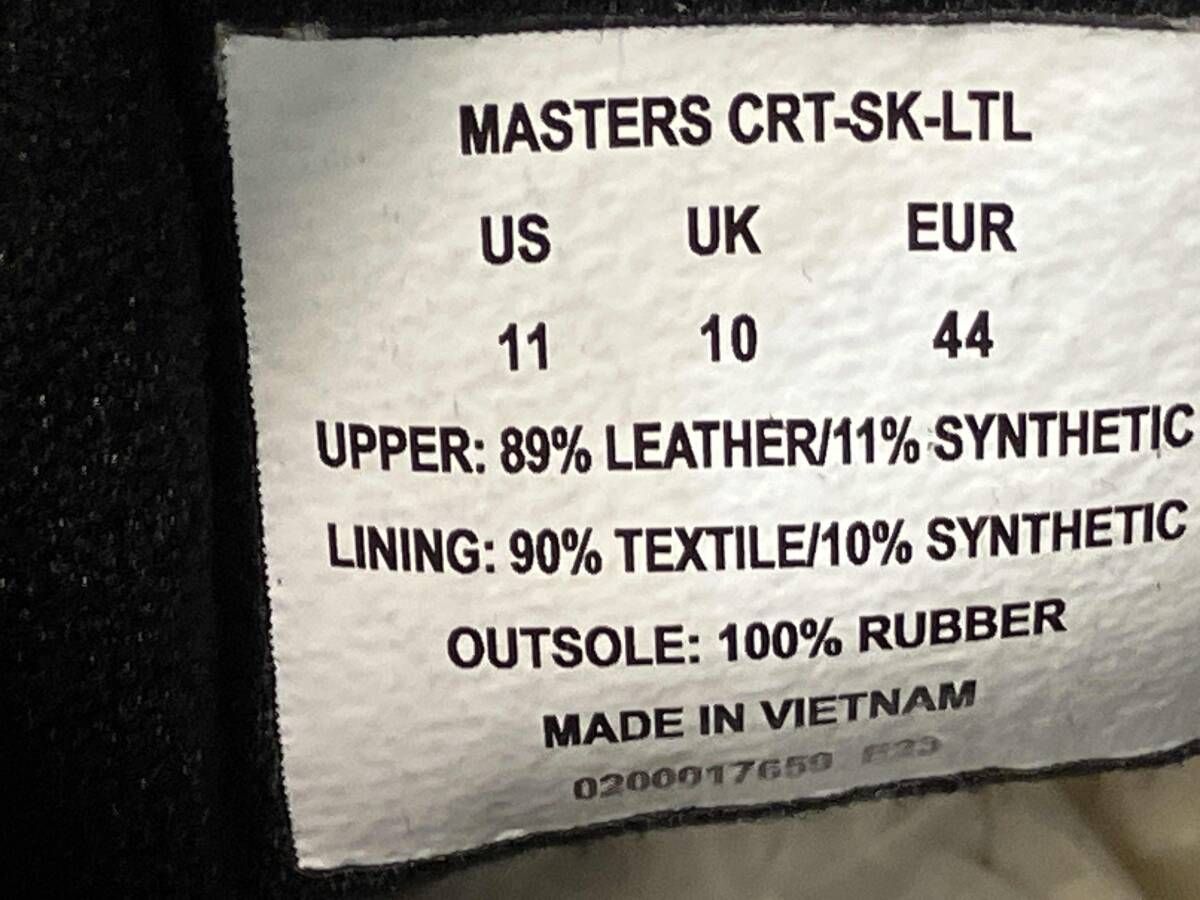 MASTERS CRT-SK-LTL
US UK EUR
11 10 44
UPPER: 89% LEATHER/11% SYNTHETIC
LINING: 90% TEXTILE/10% SYNTHETIC
OUTSOLE: 100% RUBBER
MADE IN VIETNAM
0200017659